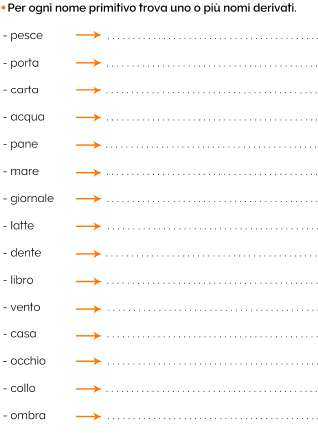 • Per ogni nome primitivo trova uno o più nomi derivati.
- pesce → ........................................
- porta → ........................................
- carta → ........................................
- acqua → ........................................
- pane → ........................................
- mare → ........................................
- giornale → ........................................
- latte → ........................................
- dente → ........................................
- libro → ........................................
- vento → ........................................
- casa → ........................................
- occhio → ........................................
- collo → ........................................
- ombra → ........................................